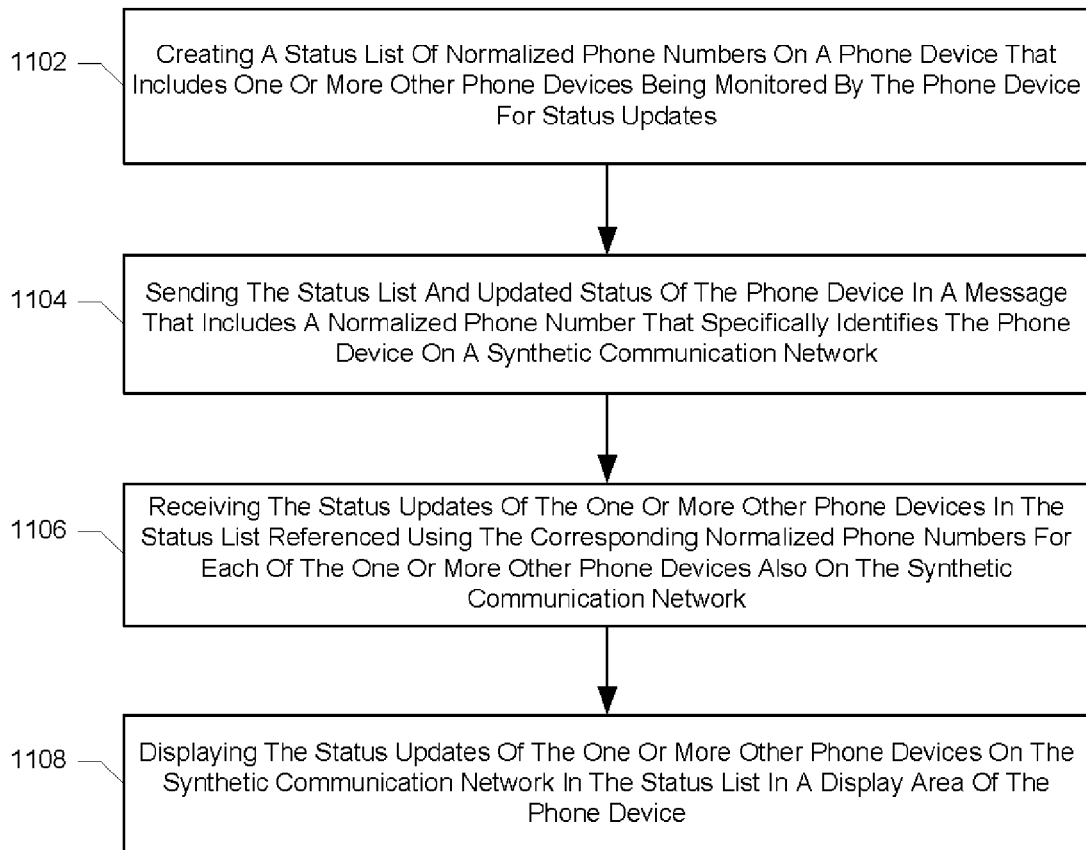 1102
Creating A Status List Of Normalized Phone Numbers On A Phone Device That
Includes One Or More Other Phone Devices Being Monitored By The Phone Device
For Status Updates
1104
Sending The Status List And Updated Status Of The Phone Device In A Message
That Includes A Normalized Phone Number That Specifically Identifies The Phone
Device On A Synthetic Communication Network
1106
Receiving The Status Updates Of The One Or More Other Phone Devices In The
Status List Referenced Using The Corresponding Normalized Phone Numbers For
Each Of The One Or More Other Phone Devices Also On The Synthetic
Communication Network
1108
Displaying The Status Updates Of The One Or More Other Phone Devices On The
Synthetic Communication Network In The Status List In A Display Area Of The
Phone Device